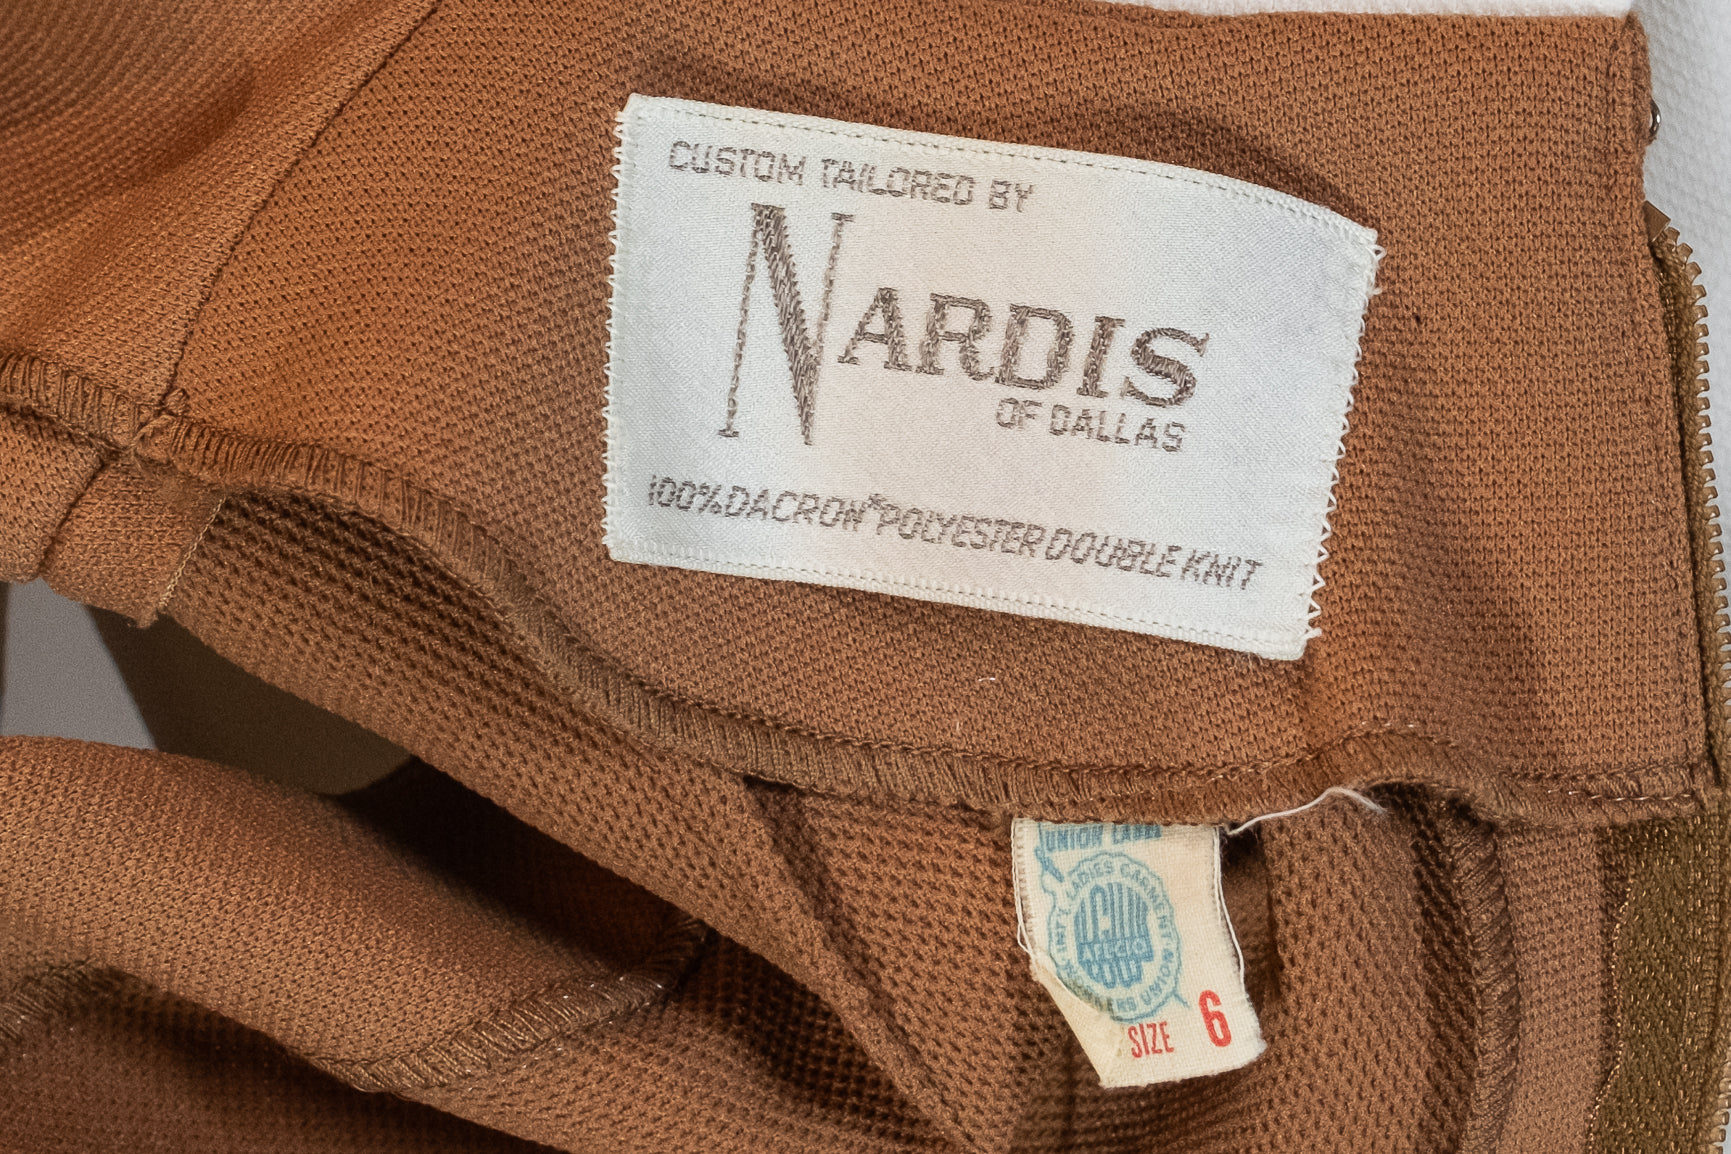 CUSTOM TAILORED BY
NARDIS
OF DALLAS
100% DACRON* POLYESTER DOUBLE KNIT
UNION LABEL
INT'L LADIES GARMENT WORKERS UNION
SIZE 6